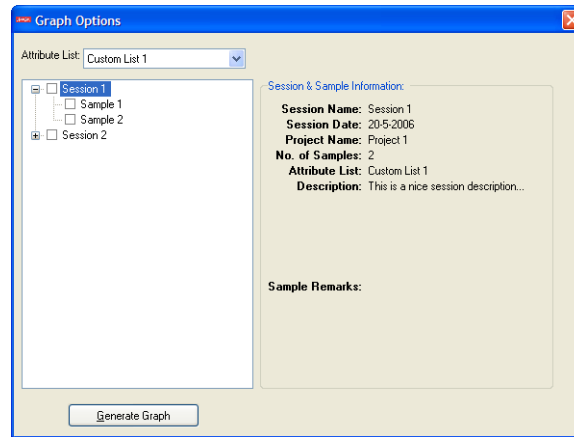 Graph Options
Attribute List: Custom List 1
Session 1
Sample 1
Sample 2
Session 2
Session & Sample Information:
Session Name: Session 1
Session Date: 20-5-2006
Project Name: Project 1
No. of Samples: 2
Attribute List: Custom List 1
Description: This is a nice session description...
Sample Remarks:
Generate Graph